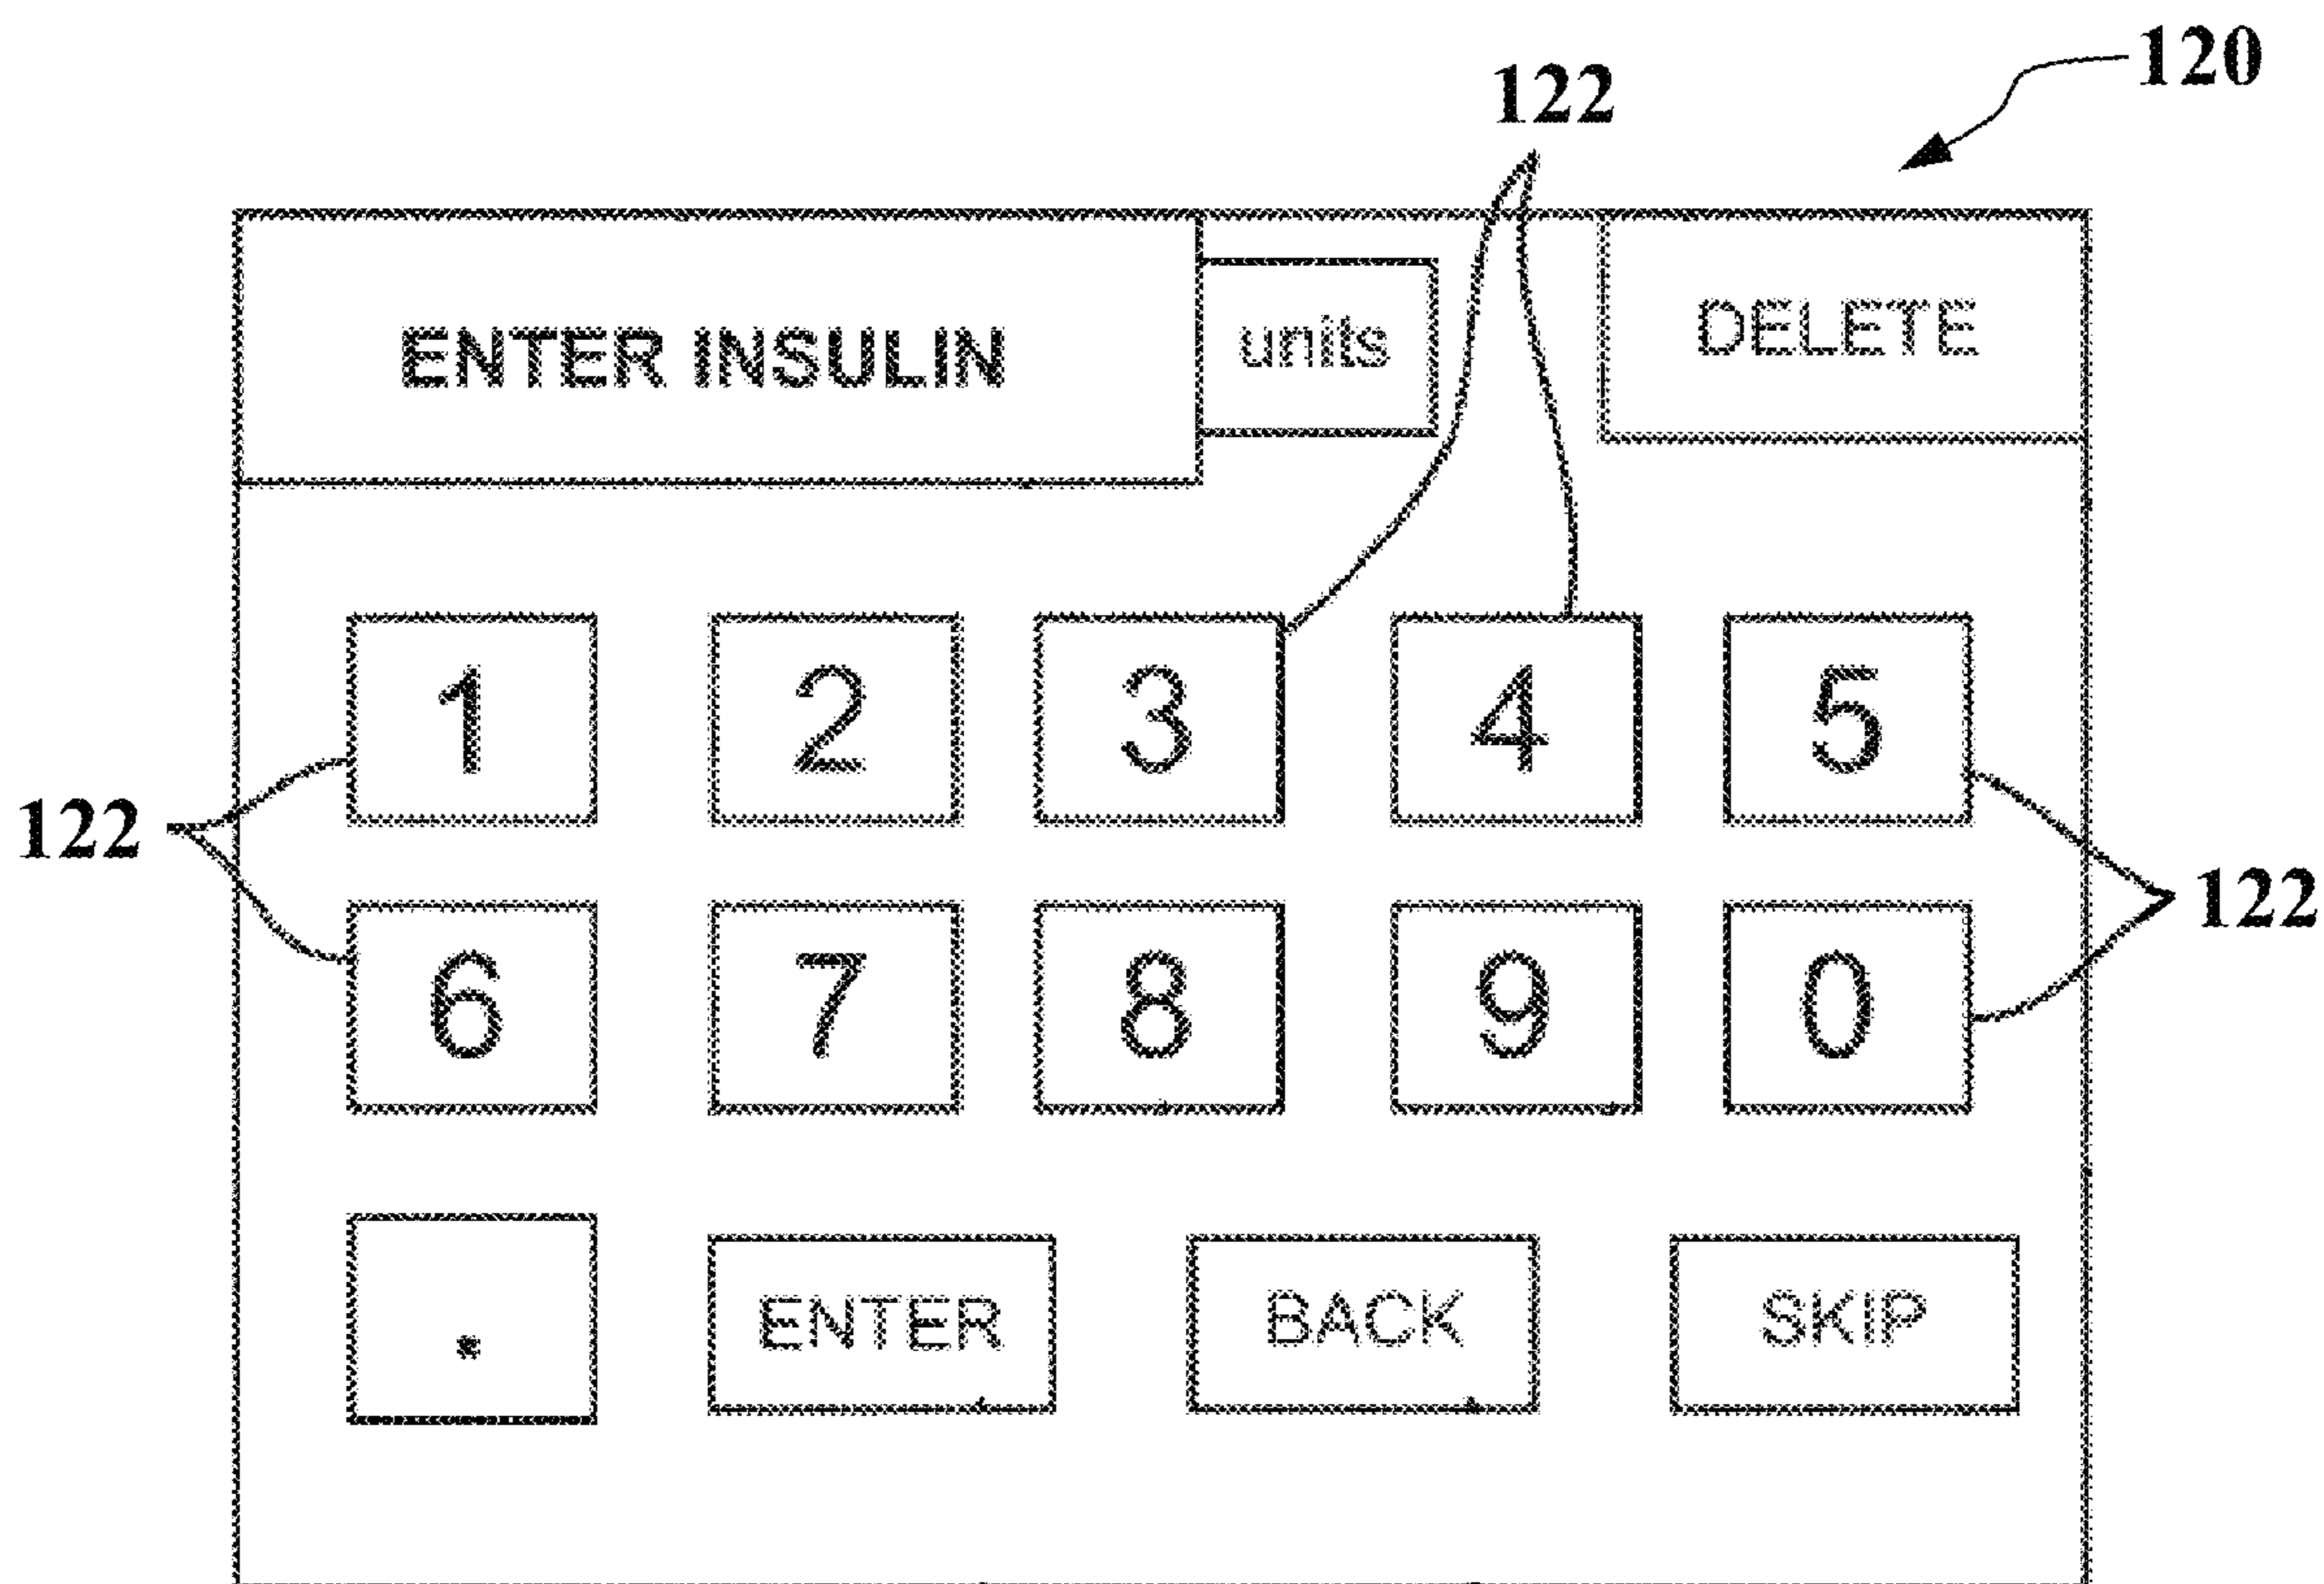 120
122
ENTER INSULIN units DELETE
1 2 3 4 5
122
122
6 7 8 9 0
. ENTER BACK SKIP